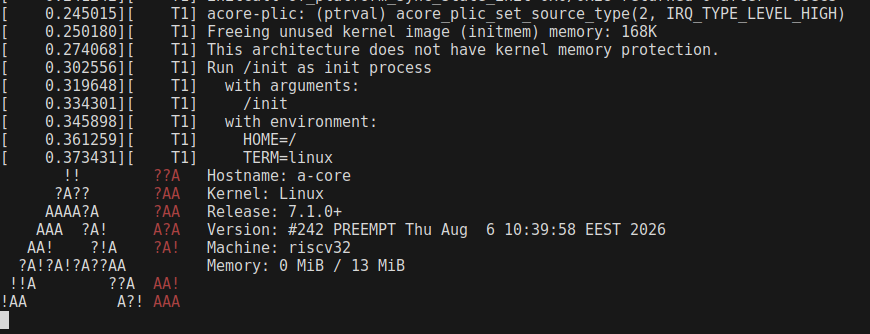 [    0.245015][    T1] acore-plic: (ptrval) acore_plic_set_source_type(2, IRQ_TYPE_LEVEL_HIGH)
[    0.250180][    T1] Freeing unused kernel image (initmem) memory: 168K
[    0.274068][    T1] This architecture does not have kernel memory protection.
[    0.302556][    T1] Run /init as init process
[    0.319648][    T1]   with arguments:
[    0.334301][    T1]     /init
[    0.345898][    T1]   with environment:
[    0.361259][    T1]     HOME=/
[    0.373431][    T1]     TERM=linux
       !!        ??A   Hostname: a-core
      ?A??       ?AA   Kernel: Linux
     AAAA?A      ?AA   Release: 7.1.0+
    AAA  ?A!     A?A   Version: #242 PREEMPT Thu Aug  6 10:39:58 EEST 2026
   AA!    ?!A    ?A!   Machine: riscv32
  ?A!?A!?A??AA         Memory: 0 MiB / 13 MiB
 !!A        ??A  AA!
!AA          A?! AAA